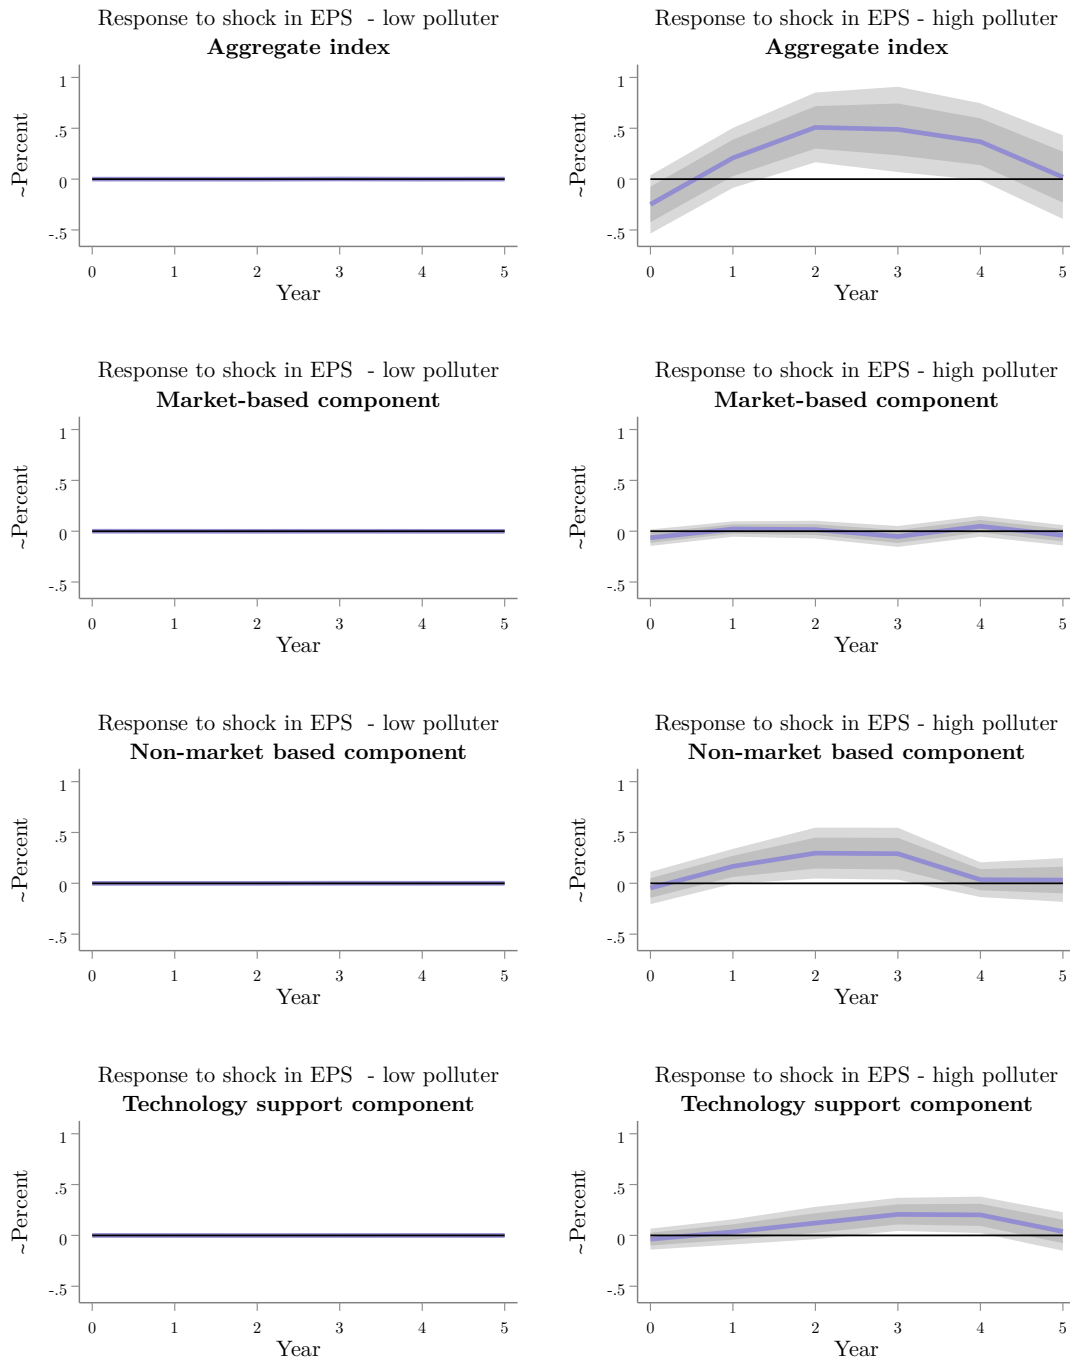 Response to shock in EPS - low polluter
Aggregate index
1
.5
0
-.5
~Percent
0 1 2 3 4 5
Year
Response to shock in EPS - high polluter
Aggregate index
1
.5
0
-.5
~Percent
0 1 2 3 4 5
Year
Response to shock in EPS - low polluter
Market-based component
1
.5
0
-.5
~Percent
0 1 2 3 4 5
Year
Response to shock in EPS - high polluter
Market-based component
1
.5
0
-.5
~Percent
0 1 2 3 4 5
Year
Response to shock in EPS - low polluter
Non-market based component
1
.5
0
-.5
~Percent
0 1 2 3 4 5
Year
Response to shock in EPS - high polluter
Non-market based component
1
.5
0
-.5
~Percent
0 1 2 3 4 5
Year
Response to shock in EPS - low polluter
Technology support component
1
.5
0
-.5
~Percent
0 1 2 3 4 5
Year
Response to shock in EPS - high polluter
Technology support component
1
.5
0
-.5
~Percent
0 1 2 3 4 5
Year